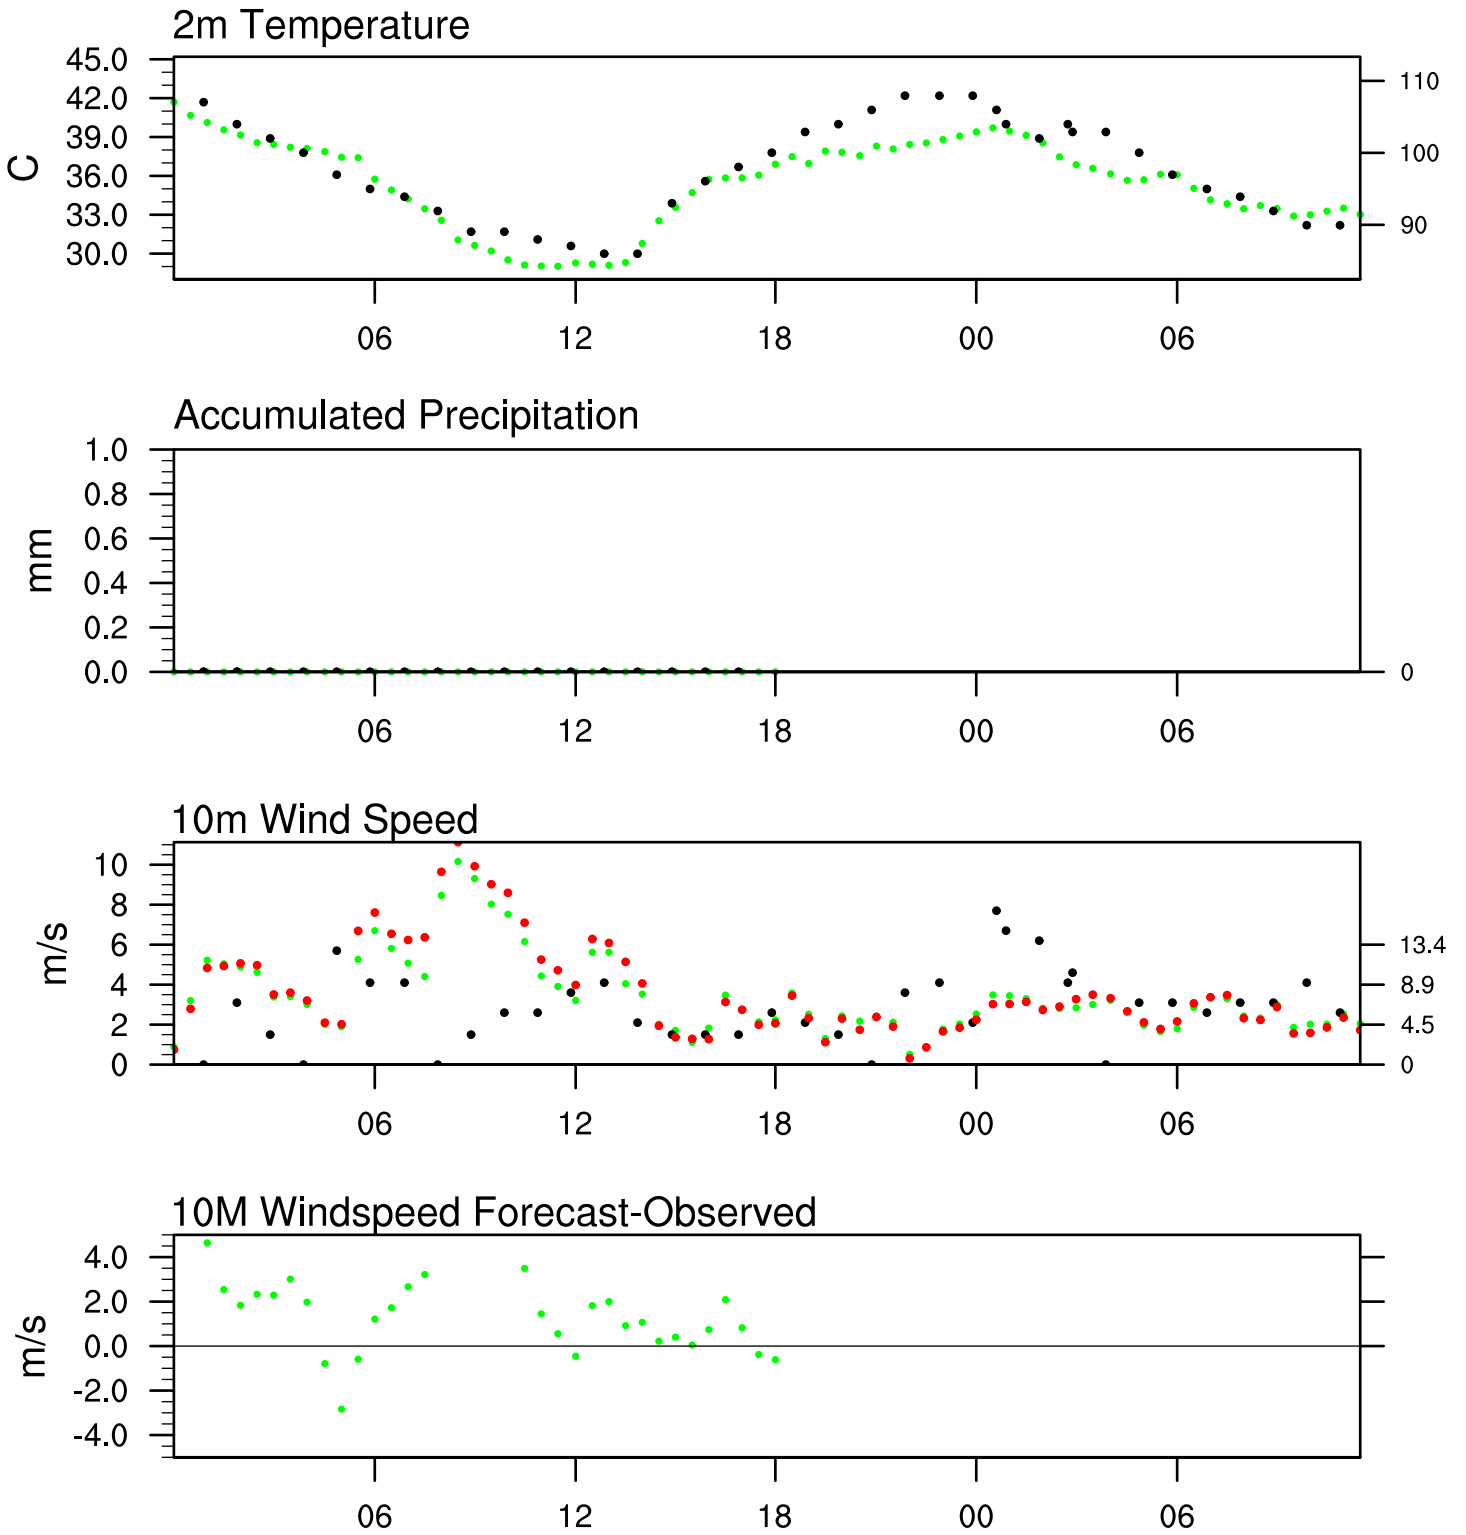 2m Temperature
45.0
42.0
39.0
36.0
33.0
30.0
C
110
100
90
06 12 18 00 06
Accumulated Precipitation
1.0
0.8
0.6
0.4
0.2
0.0
mm
0
06 12 18 00 06
10m Wind Speed
10
8
6
4
2
0
m/s
13.4
8.9
4.5
0
06 12 18 00 06
10M Windspeed Forecast-Observed
4.0
2.0
0.0
-2.0
-4.0
m/s
06 12 18 00 06